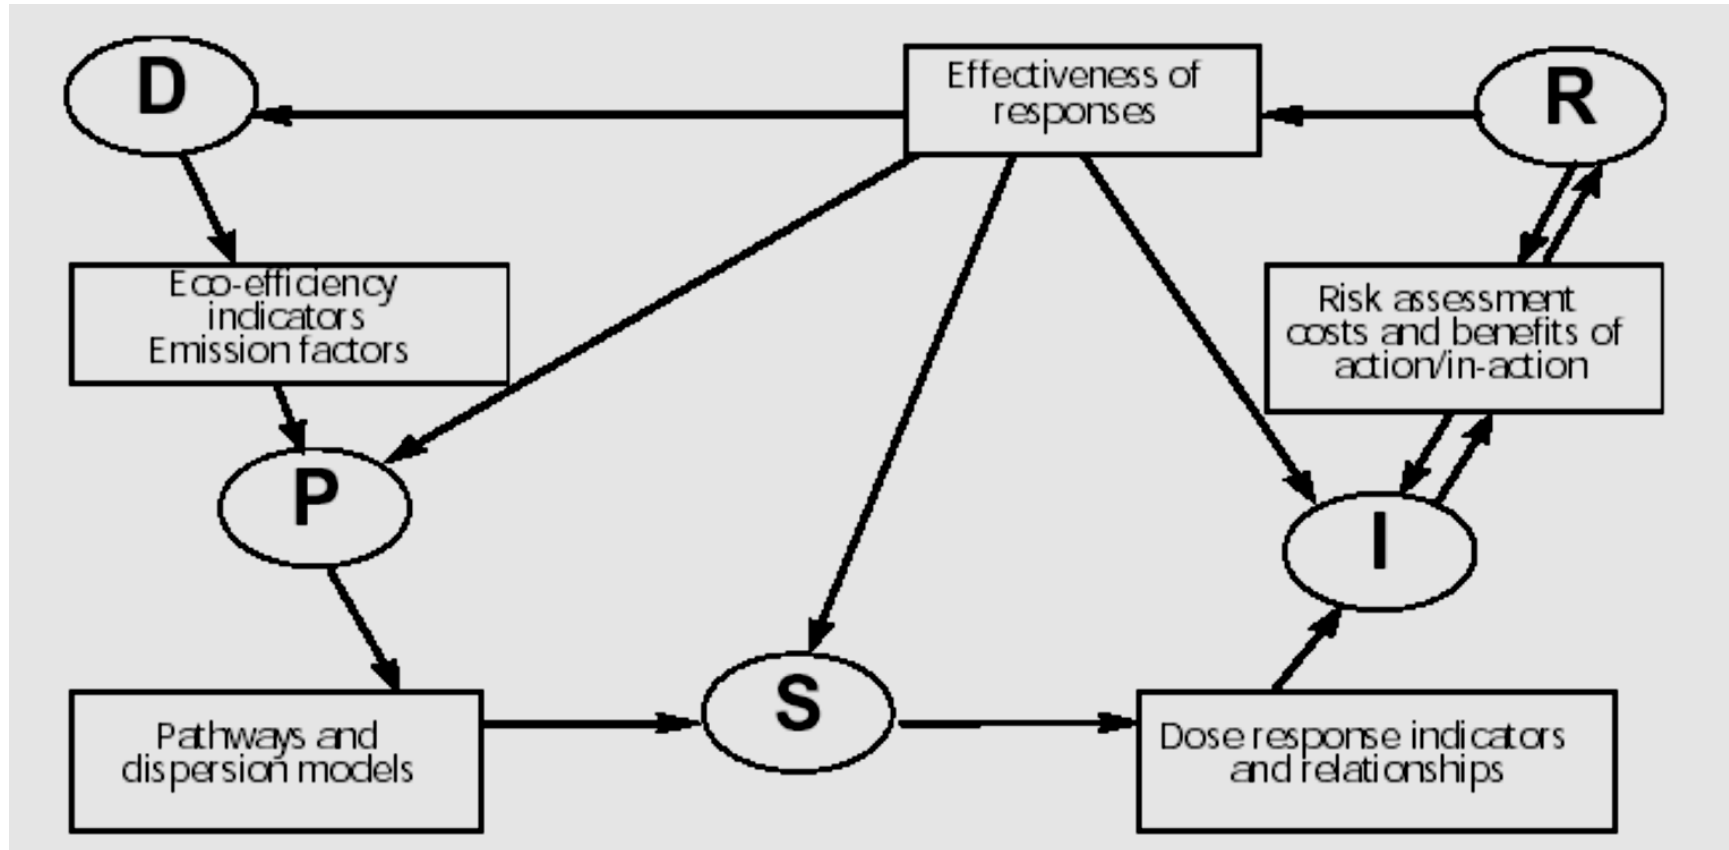 D
Effectiveness of
responses
R
Eco-efficiency
indicators
Emission factors
Risk assessment
costs and benefits of
action/in-action
P
I
S
Pathways and
dispersion models
Dose response indicators
and relationships